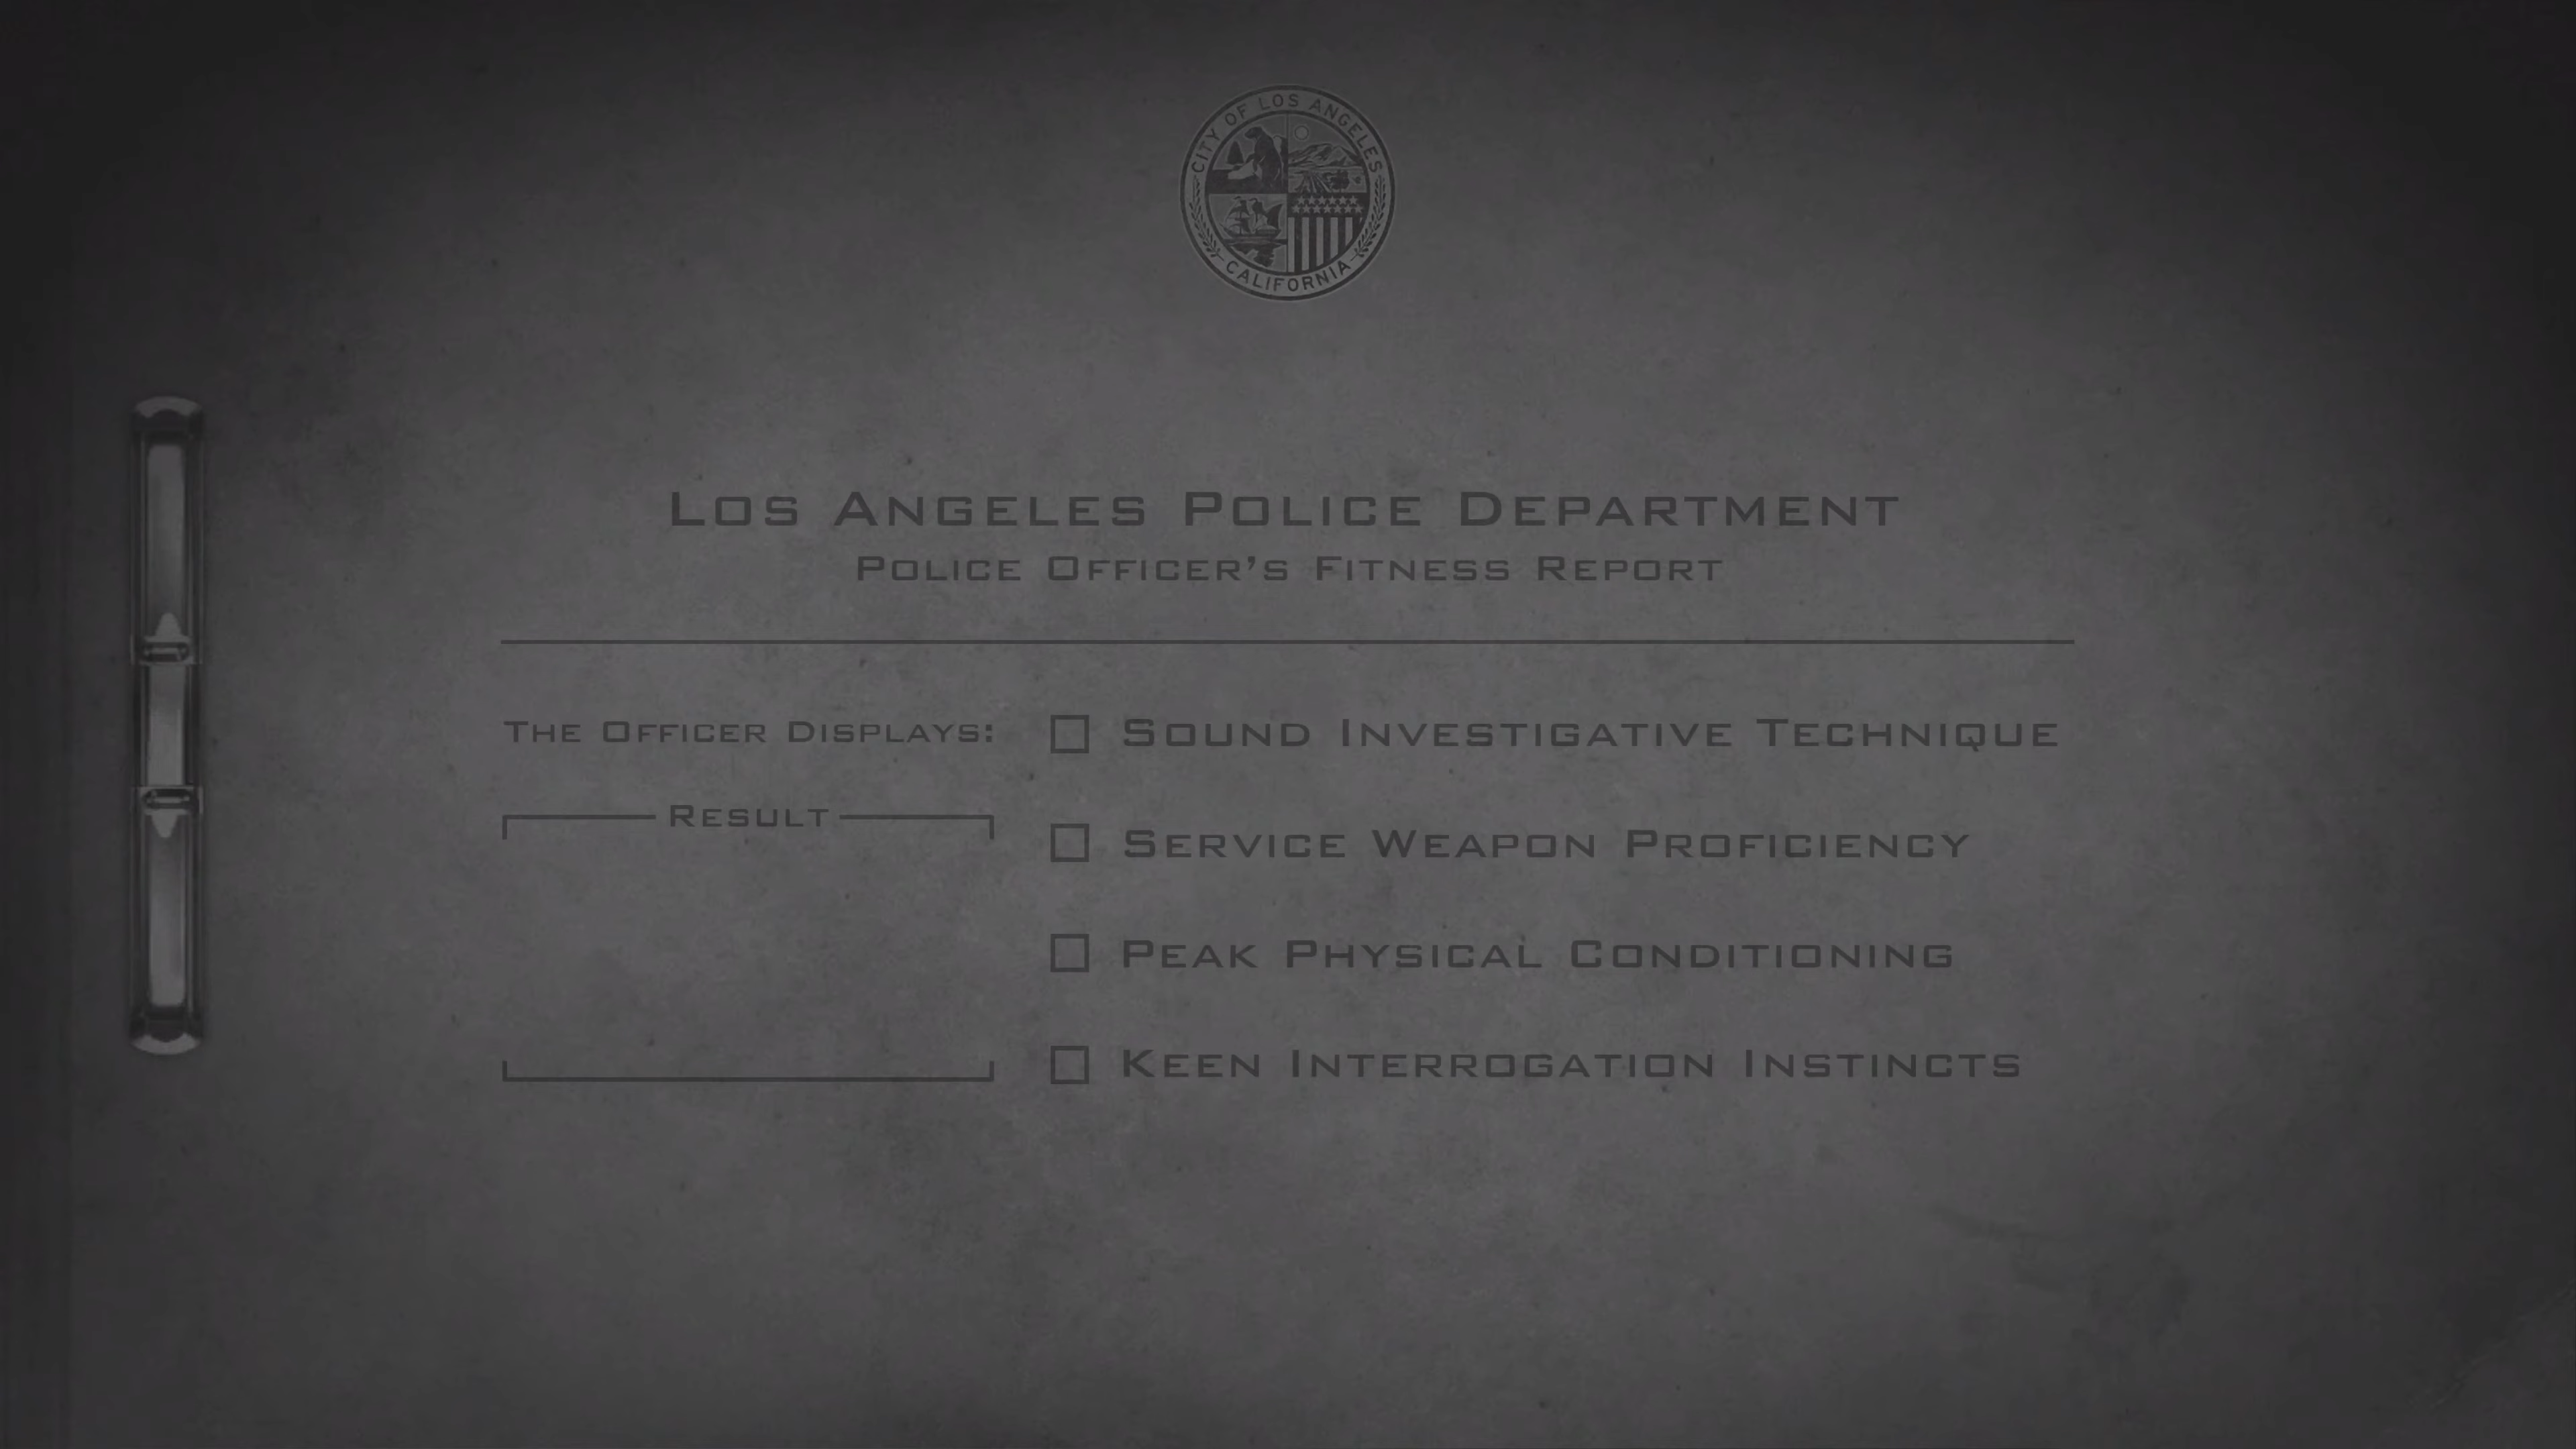 CITY OF LOS ANGELES
CALIFORNIA
LOS ANGELES POLICE DEPARTMENT
POLICE OFFICER'S FITNESS REPORT
THE OFFICER DISPLAYS:
RESULT
SOUND INVESTIGATIVE TECHNIQUE
SERVICE WEAPON PROFICIENCY
PEAK PHYSICAL CONDITIONING
KEEN INTERROGATION INSTINCTS